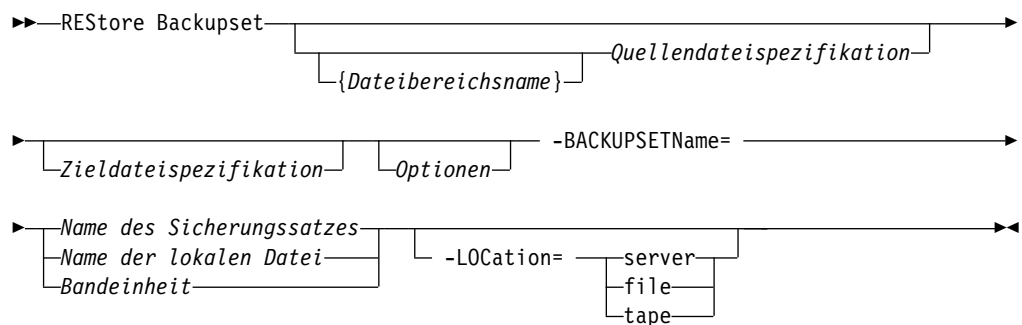 REStore Backupset
Quellendateispezifikation
{Dateibereichsname}
-BACKUPSETName=
Zieldateispezifikation Optionen
Name des Sicherungssatzes
Name der lokalen Datei -LOCation= server
Bandeinheit file
tape